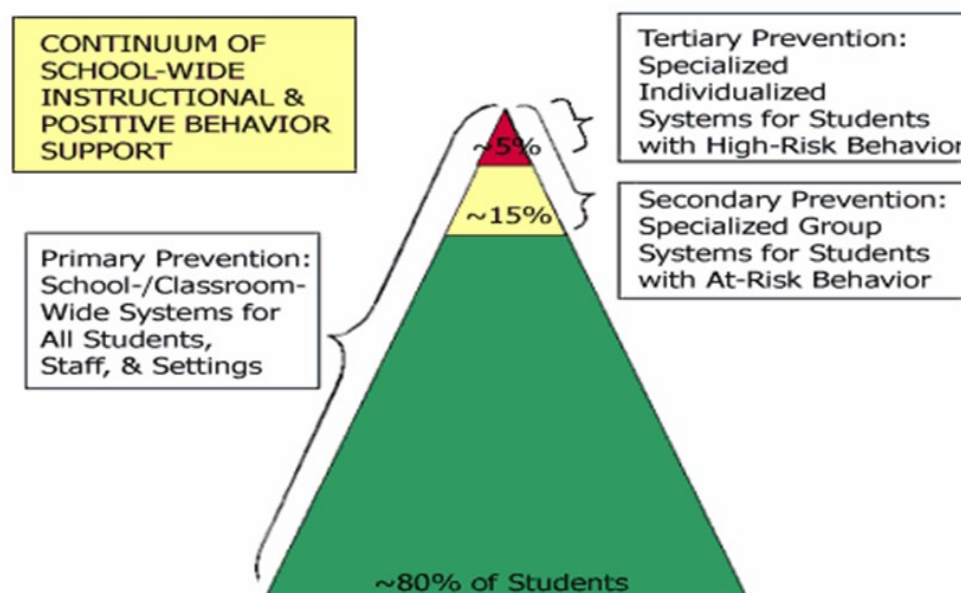 CONTINUUM OF
SCHOOL-WIDE
INSTRUCTIONAL &
POSITIVE BEHAVIOR
SUPPORT
Primary Prevention:
School-/Classroom-
Wide Systems for
All Students,
Staff, & Settings
Tertiary Prevention:
Specialized
Individualized
Systems for Students
with High-Risk Behavior
Secondary Prevention:
Specialized Group
Systems for Students
with At-Risk Behavior
~5%
~15%
~80% of Students